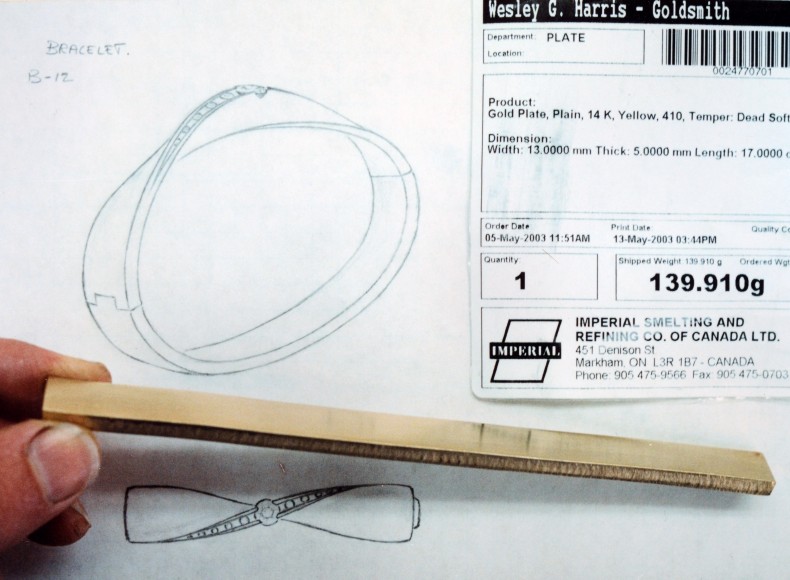 BRACELET.
B-12
Wesley G. Harris - Goldsmith
Department: PLATE
Location:
0024770701
Product:
Gold Plate, Plain, 14 K, Yellow, 410, Temper: Dead Soft
Dimension:
Width: 13.0000 mm Thick: 5.0000 mm Length: 17.0000 c
Order Date
05-May-2003 11:51AM
Print Date
13-May-2003 03:44PM
Quality Co
Quantity
1
Shipped Weight 139.910 g Ordered Wgt
139.910g
IMPERIAL
IMPERIAL SMELTING AND
REFINING CO. OF CANADA LTD.
451 Denison St
Markham, ON L3R 1B7 - CANADA
Phone: 905 475-9566 Fax: 905 475-0703